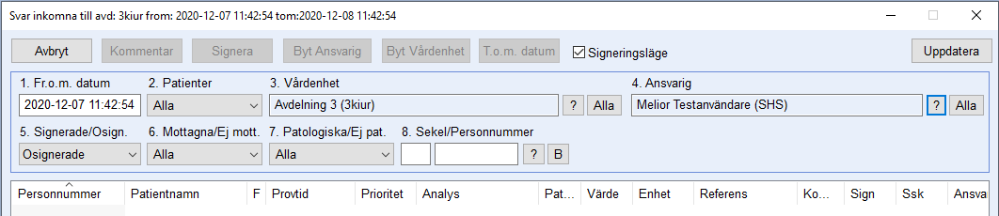 Svar inkomna till avd: 3kiur from: 2020-12-07 11:42:54 tom:2020-12-08 11:42:54
Avbryt Kommentar Signera Byt Ansvarig Byt Vårdenhet T.o.m. datum Signeringsläge Uppdatera
1. Fr.o.m. datum 2. Patienter 3. Vårdenhet 4. Ansvarig
2020-12-07 11:42:54 Alla Avdelning 3 (3kiur) ? Alla Melior Testanvändare (SHS) ? Alla
5. Signerade/Osign. 6. Mottagna/Ej mott. 7. Patologiska/Ej pat. 8. Sekel/Personnummer
Osignerade Alla Alla ? B
Personnummer Patientnamn F Provtid Prioritet Analys Pat... Värde Enhet Referens Ko... Sign Ssk Ansva